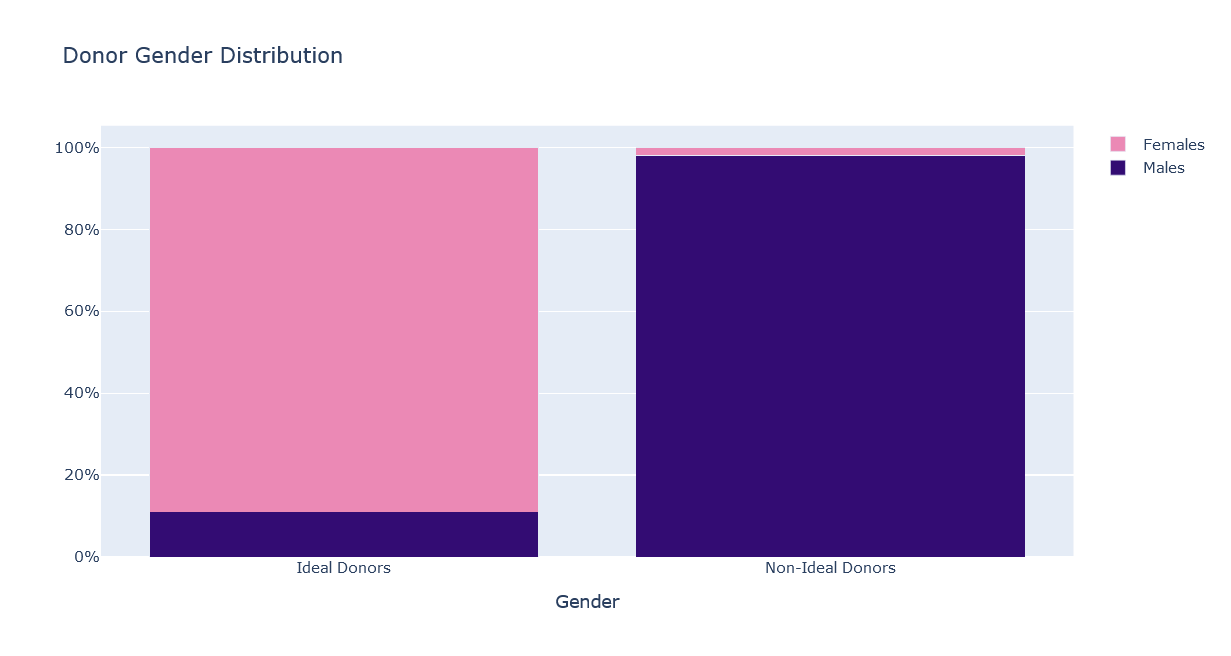 Donor Gender Distribution
100%
80%
60%
40%
20%
0%
Ideal Donors
Non-Ideal Donors
Gender
Females
Males